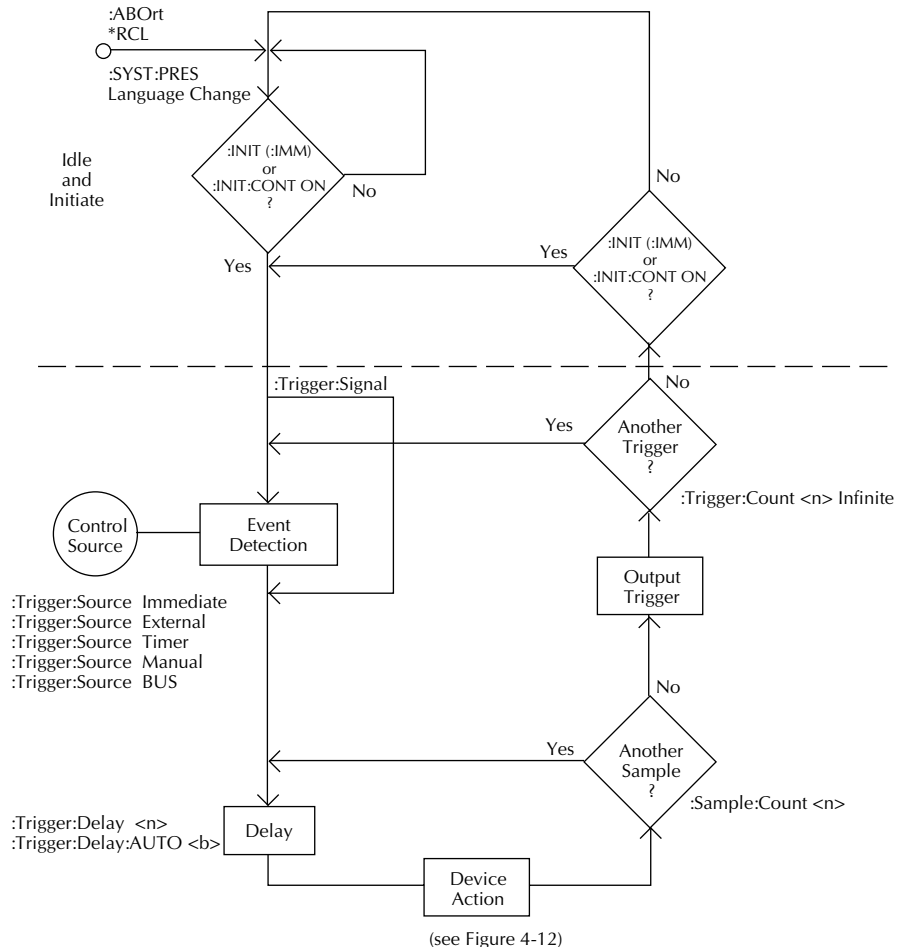 :ABOrt
*RCL
:SYST:PRES
Language Change
Idle
and
Initiate
:INIT (:IMM)
or
:INIT:CONT ON
?
No
Yes
No
:INIT (:IMM)
or
:INIT:CONT ON
?
Yes
:Trigger:Signal
No
Another
Trigger
?
Yes
:Trigger:Count <n> Infinite
Control
Source
Event
Detection
Output
Trigger
:Trigger:Source Immediate
:Trigger:Source External
:Trigger:Source Timer
:Trigger:Source Manual
:Trigger:Source BUS
No
Another
Sample
?
Yes
:Sample:Count <n>
:Trigger:Delay <n>
:Trigger:Delay:AUTO <b>
Delay
Device
Action
(see Figure 4-12)